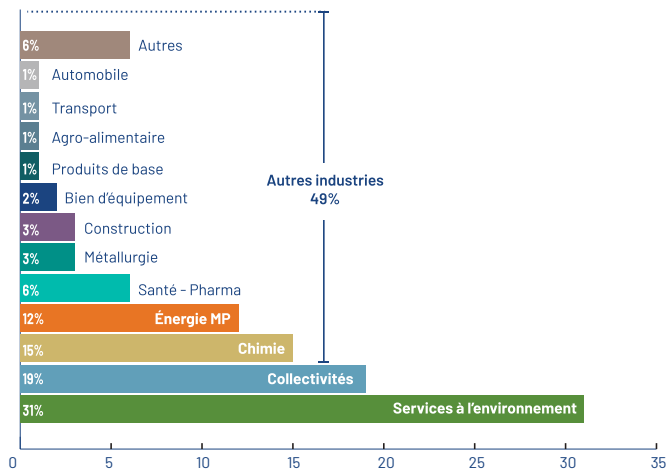 6% Autres
1% Automobile
1% Transport
1% Agro-alimentaire
1% Produits de base
Autres industries
49%
2% Bien d'équipement
3% Construction
3% Métallurgie
6% Santé - Pharma
12% Énergie MP
15% Chimie
19% Collectivités
31% Services à l'environnement
0 5 10 15 20 25 30 35